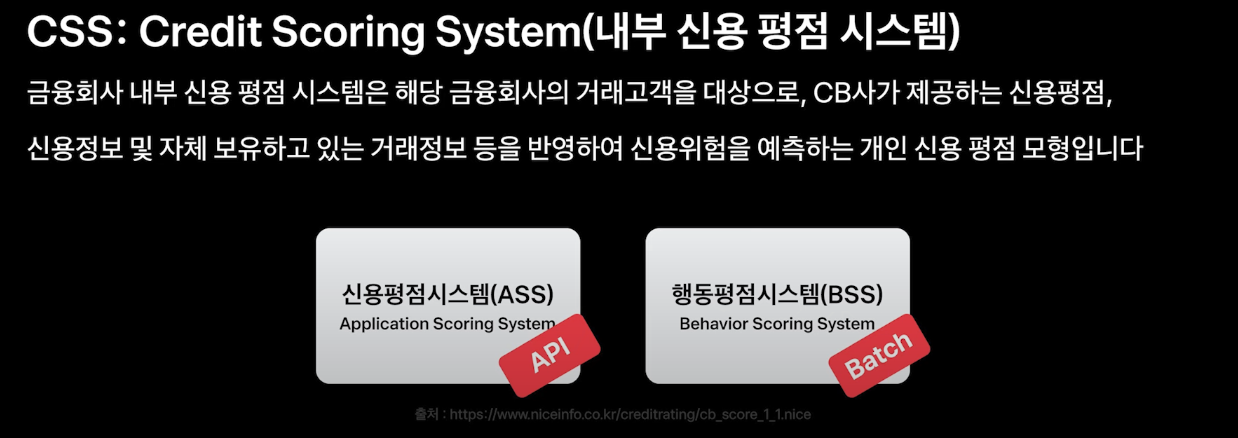 CSS: Credit Scoring System(내부 신용 평점 시스템)
금융회사 내부 신용 평점 시스템은 해당 금융회사의 거래고객을 대상으로, CB사가 제공하는 신용평점,
신용정보 및 자체 보유하고 있는 거래정보 등을 반영하여 신용위험을 예측하는 개인 신용 평점 모형입니다
신용평점시스템(ASS)
Application Scoring System
API
행동평점시스템(BSS)
Behavior Scoring System
Batch
출처 : https://www.niceinfo.co.kr/creditrating/cb_score_1_1.nice